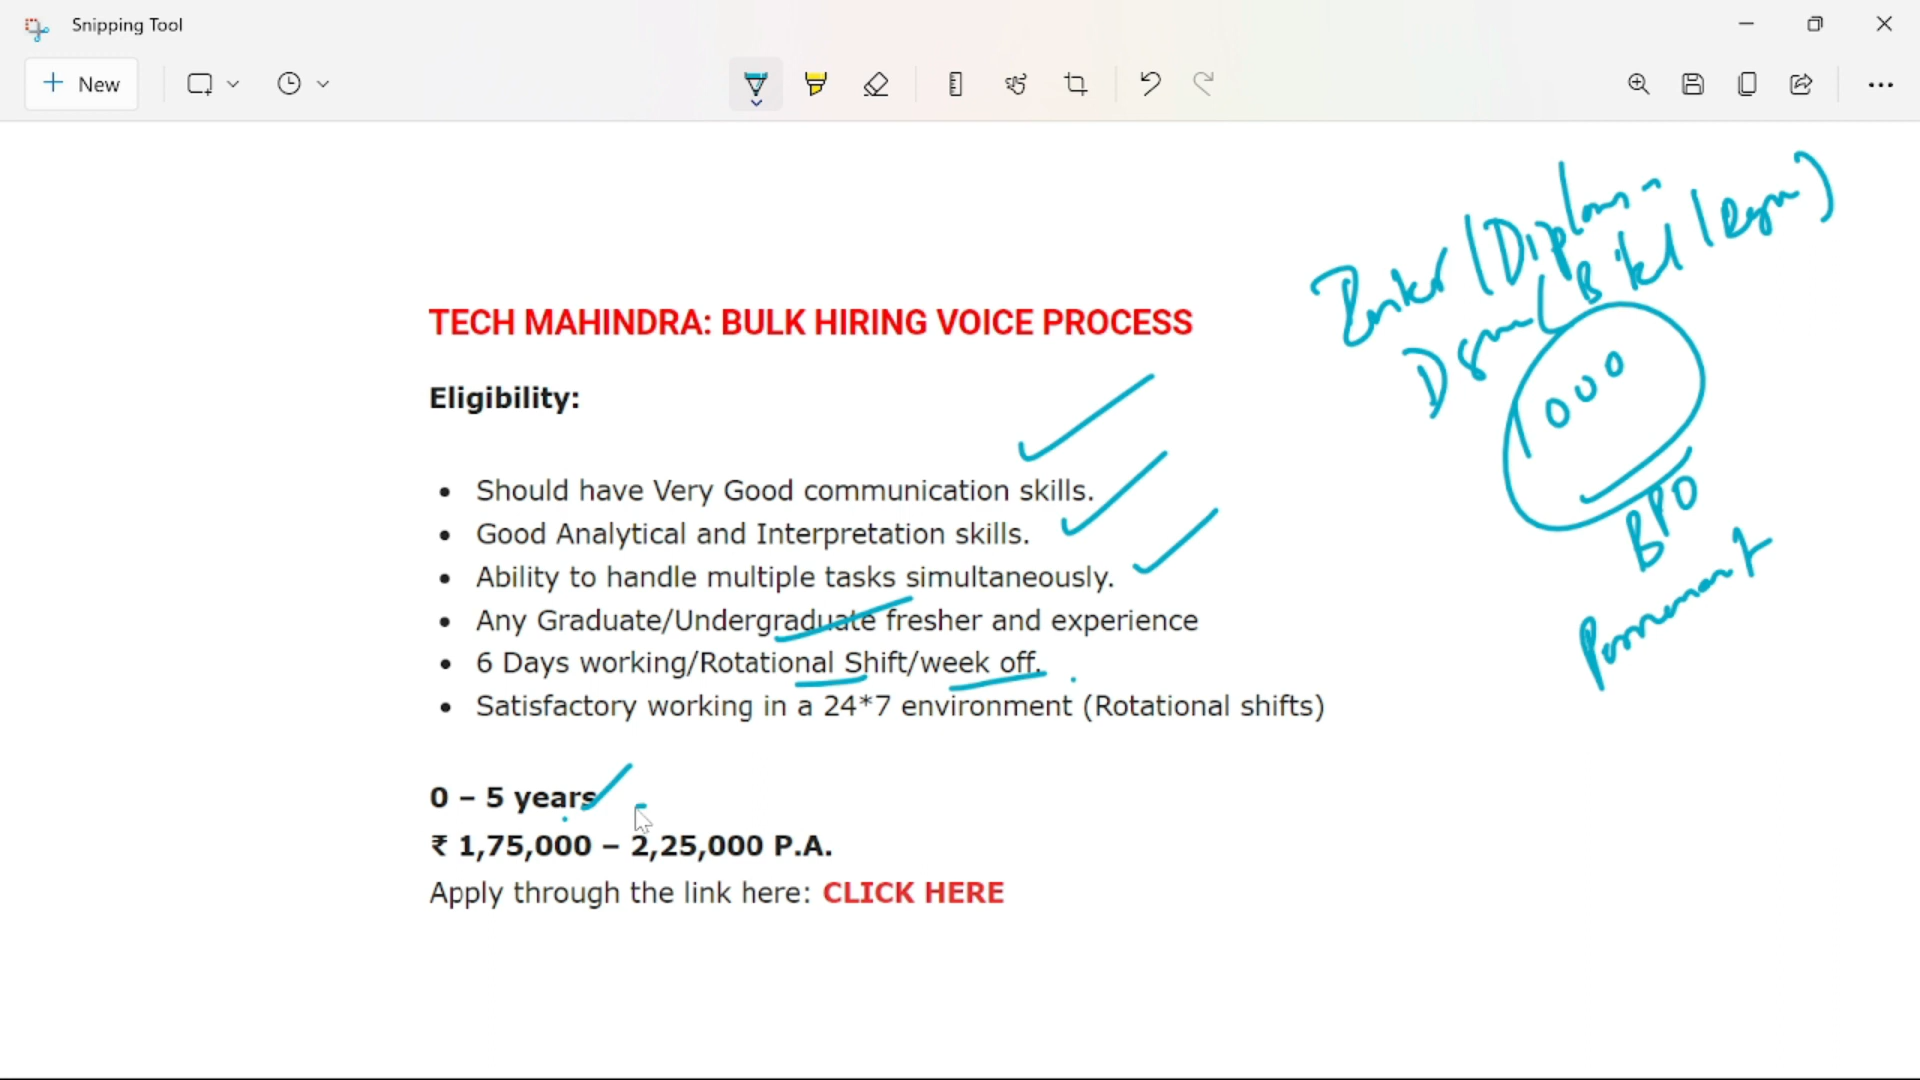 Snipping Tool
New
TECH MAHINDRA: BULK HIRING VOICE PROCESS
Eligibility:
• Should have Very Good communication skills.
• Good Analytical and Interpretation skills.
• Ability to handle multiple tasks simultaneously.
• Any Graduate/Undergraduate fresher and experience
• 6 Days working/Rotational Shift/week off.
• Satisfactory working in a 24*7 environment (Rotational shifts)
0 – 5 years
₹ 1,75,000 – 2,25,000 P.A.
Apply through the link here: CLICK HERE
BPO